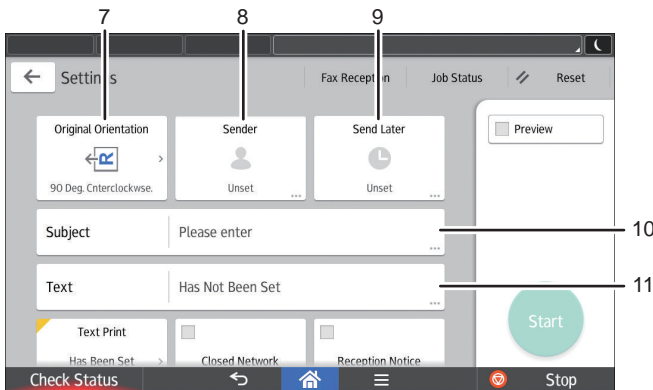 7 8 9
Settings Fax Reception Job Status Reset
Original Orientation Sender Send Later Preview
R
90 Deg. Cnterclockwse. Unset Unset
Subject Please enter 10
Text Has Not Been Set 11
Start
Text Print
Has Been Set Closed Network Reception Notice
Check Status Stop